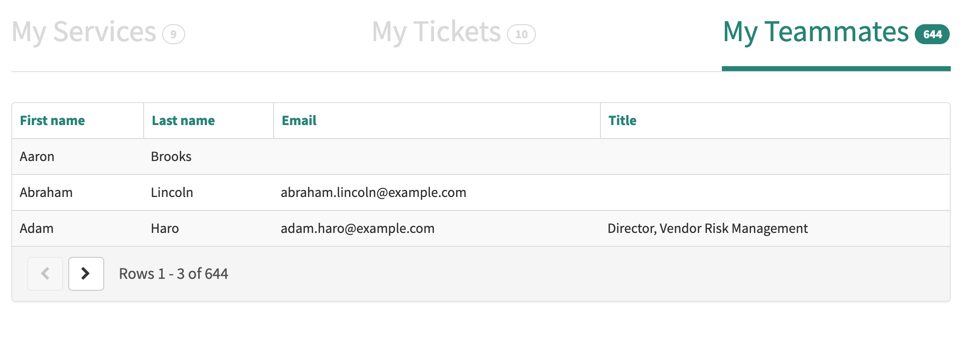 My Services 9 My Tickets 10 My Teammates 644
First name Last name Email Title
Aaron Brooks
Abraham Lincoln abraham.lincoln@example.com
Adam Haro adam.haro@example.com Director, Vendor Risk Management
Rows 1 - 3 of 644